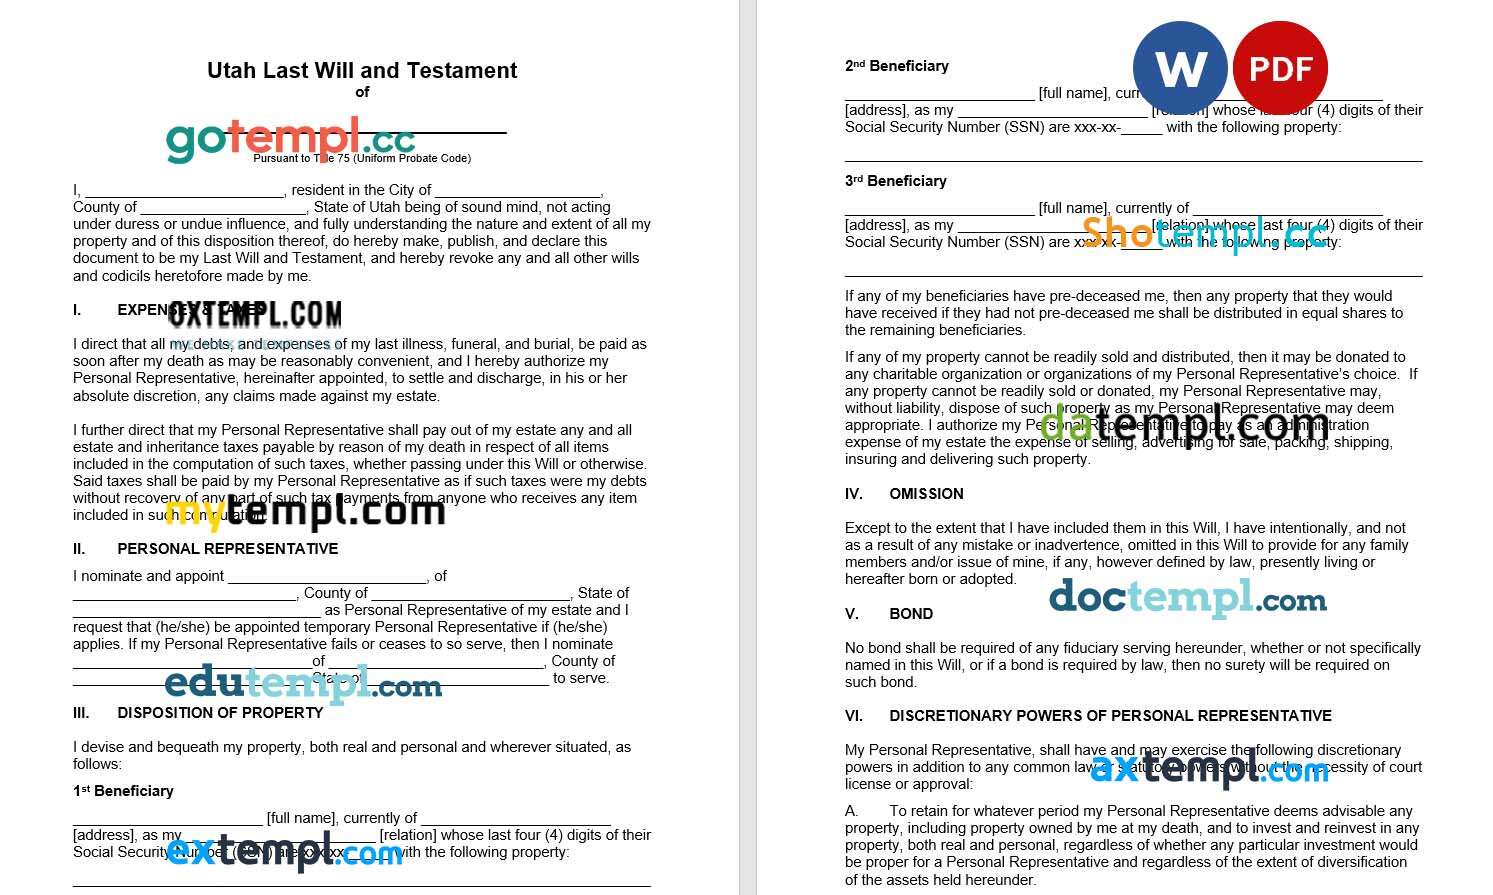 Utah Last Will and Testament
of
gotempl.cc
Pursuant to Title 75 (Uniform Probate Code)
I, ________________________, resident in the City of ____________________,
County of ____________________, State of Utah being of sound mind, not acting
under duress or undue influence, and fully understanding the nature and extent of all my
property and of this disposition thereof, do hereby make, publish, and declare this
document to be my Last Will and Testament, and hereby revoke any and all other wills
and codicils heretofore made by me.
I. EXPENSES & TAXES
OXTEMPL.COM
WE MAKE TEMPLATES
I direct that all my debts, and expenses of my last illness, funeral, and burial, be paid as
soon after my death as may be reasonably convenient, and I hereby authorize my
Personal Representative, hereinafter appointed, to settle and discharge, in his or her
absolute discretion, any claims made against my estate.
I further direct that my Personal Representative shall pay out of my estate any and all
estate and inheritance taxes payable by reason of my death in respect of all items
included in the computation of such taxes, whether passing under this Will or otherwise.
Said taxes shall be paid by my Personal Representative as if such taxes were my debts
without recovery of any part of such tax payments from anyone who receives any item
included in such computation.
mytempl.com
II. PERSONAL REPRESENTATIVE
I nominate and appoint ________________________, of
___________________________, County of ________________________, State of
______________________________ as Personal Representative of my estate and I
request that (he/she) be appointed temporary Personal Representative if (he/she)
applies. If my Personal Representative fails or ceases to so serve, then I nominate
_____________________________of __________________________, County of
____________________________, State of ______________________ to serve.
edutempl.com
III. DISPOSITION OF PROPERTY
I devise and bequeath my property, both real and personal and wherever situated, as
follows:
1st Beneficiary
_______________________ [full name], currently of _______________________
[address], as my _______________________ [relation] whose last four (4) digits of their
Social Security Number (SSN) are xxx-xx-_____ with the following property:
extempl.com
W PDF
2nd Beneficiary
_______________________ [full name], curr _______________________
[address], as my _______________________ [relation] whose last four (4) digits of their
Social Security Number (SSN) are xxx-xx-_____ with the following property:
3rd Beneficiary
_______________________ [full name], currently of _______________________
[address], as my _______________________ [relation] whose last four (4) digits of their
Social Security Number (SSN) are xxx-xx-_____ with the following property:
Shotempl.cc
If any of my beneficiaries have pre-deceased me, then any property that they would
have received if they had not pre-deceased me shall be distributed in equal shares to
the remaining beneficiaries.
If any of my property cannot be readily sold and distributed, then it may be donated to
any charitable organization or organizations of my Personal Representative’s choice. If
any property cannot be readily sold or donated, my Personal Representative may,
without liability, dispose of such property as my Personal Representative may deem
appropriate. I authorize my Personal Representative to pay as an administration
expense of my estate the expense of selling, advertising for sale, packing, shipping,
insuring and delivering such property.
datempl.com
IV. OMISSION
Except to the extent that I have included them in this Will, I have intentionally, and not
as a result of any mistake or inadvertence, omitted in this Will to provide for any family
members and/or issue of mine, if any, however defined by law, presently living or
hereafter born or adopted.
doctempl.com
V. BOND
No bond shall be required of any fiduciary serving hereunder, whether or not specifically
named in this Will, or if a bond is required by law, then no surety will be required on
such bond.
VI. DISCRETIONARY POWERS OF PERSONAL REPRESENTATIVE
My Personal Representative, shall have and may exercise the following discretionary
powers in addition to any common law or statutory powers without the necessity of court
license or approval:
axtempl.com
A. To retain for whatever period my Personal Representative deems advisable any
property, including property owned by me at my death, and to invest and reinvest in any
property, both real and personal, regardless of whether any particular investment would
be proper for a Personal Representative and regardless of the extent of diversification
of the assets held hereunder.